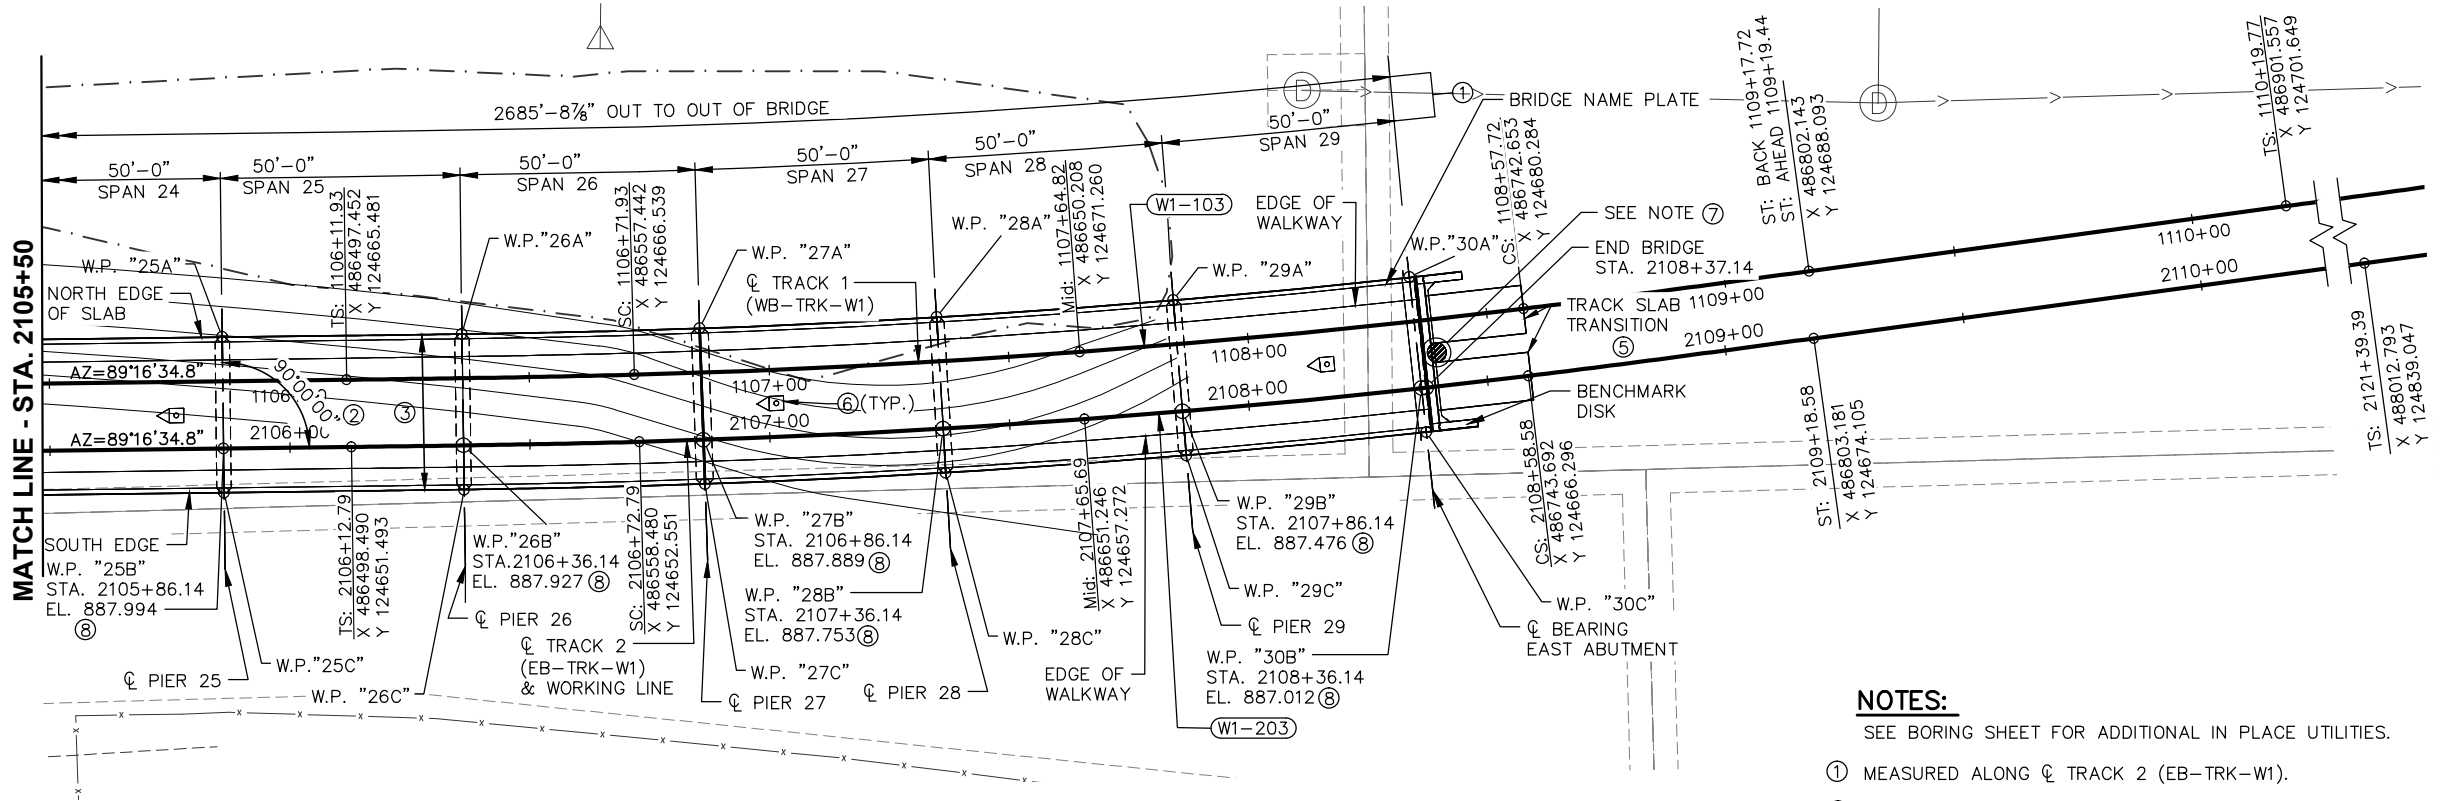 MATCH LINE - STA. 2105+50
2685'-8⅞" OUT TO OUT OF BRIDGE
50'-0"
SPAN 24
50'-0"
SPAN 25
50'-0"
SPAN 26
50'-0"
SPAN 27
50'-0"
SPAN 28
50'-0"
SPAN 29
D
①
BRIDGE NAME PLATE
D
W.P. "25A"
NORTH EDGE
OF SLAB
TS: 1106+11.93
X 486497.452
Y 124665.481
W.P."26A"
SC: 1106+71.93
X 486557.442
Y 124666.539
W.P. "27A"
℄ TRACK 1
(WB-TRK-W1)
W.P. "28A"
Mid: 1107+64.82
X 486650.208
Y 124671.260
W1-103
W.P. "29A"
EDGE OF
WALKWAY
W.P."30A"
CS: 1108+57.72
X 486742.653
Y 124680.284
SEE NOTE ⑦
END BRIDGE
STA. 2108+37.14
ST: BACK 1109+17.72
ST: AHEAD 1109+19.44
X 486802.143
Y 124688.093
TS: 1110+19.77
X 486901.557
Y 124701.649
1110+00
2110+00
TRACK SLAB
TRANSITION
⑤
1109+00
2109+00
BENCHMARK
DISK
AZ=89°16'34.8"
1106
90°00'00"
②
③
AZ=89°16'34.8"
2106+00
1107+00
2107+00
⑥(TYP.)
1108+00
2108+00
SOUTH EDGE
W.P. "25B"
STA. 2105+86.14
EL. 887.994
⑧
℄ PIER 25
W.P."25C"
TS: 2106+12.79
X 486498.490
Y 124651.493
W.P. "26C"
W.P."26B"
STA.2106+36.14
EL. 887.927 ⑧
℄ PIER 26
℄ TRACK 2
(EB-TRK-W1)
& WORKING LINE
SC: 2106+72.79
X 486558.480
Y 124652.551
W.P. "27B"
STA. 2106+86.14
EL. 887.889 ⑧
W.P. "28B"
STA. 2107+36.14
EL. 887.753 ⑧
W.P. "27C"
℄ PIER 27
℄ PIER 28
W.P. "28C"
Mid: 2107+65.69
X 486651.246
Y 124657.272
EDGE OF
WALKWAY
W.P. "29B"
STA. 2107+86.14
EL. 887.476 ⑧
W.P. "29C"
℄ PIER 29
W.P. "30B"
STA. 2108+36.14
EL. 887.012 ⑧
W1-203
CS: 2108+58.58
X 486743.692
Y 124666.296
W.P. "30C"
℄ BEARING
EAST ABUTMENT
ST: 2109+18.58
X 486803.181
Y 124674.105
TS: 2121+39.39
X 488012.793
Y 124839.047
NOTES:
SEE BORING SHEET FOR ADDITIONAL IN PLACE UTILITIES.
① MEASURED ALONG ℄ TRACK 2 (EB-TRK-W1).